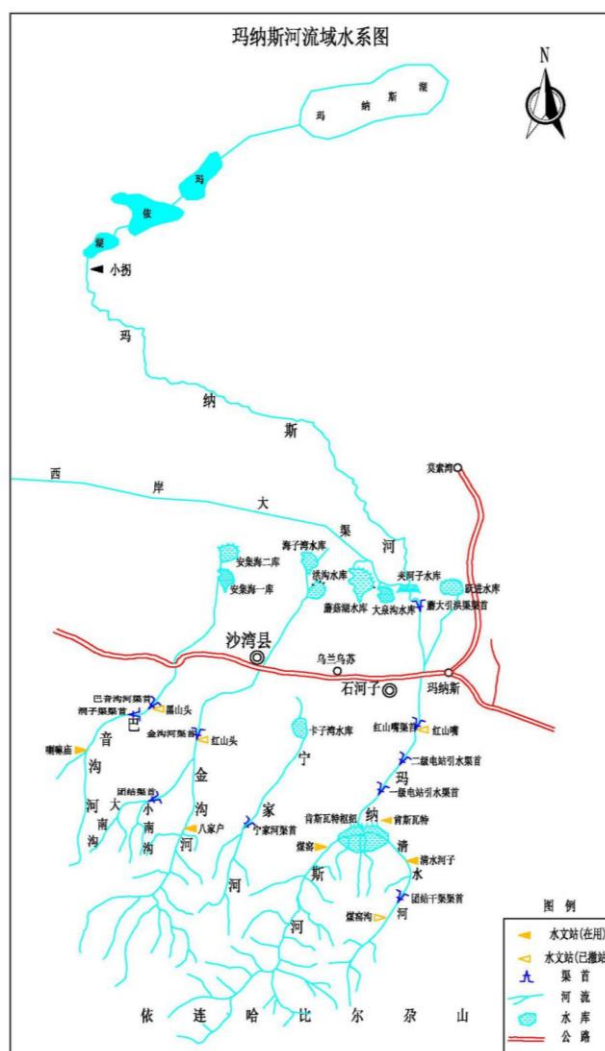 玛纳斯河流域水系图
N
玛纳斯湖
玛
依
湖
小拐
玛纳斯河
莫索湾
西岸大渠
海子湾水库
安集海二库
洪沟水库
夹河子水库
跃进水库
安集海一库
蘑菇湖水库
大泉沟水库
蘑大引洪渠渠首
沙湾县
乌兰乌苏
石河子
玛纳斯
巴音沟河渠首
黑山头
洞子渠渠首
金沟河渠首
红山头
卡子湾水库
红山嘴渠首
红山嘴
喇嘛庙
巴音沟河
二级电站引水渠首
团结渠首
一级电站引水渠首
大南沟
小南沟
金沟河
八家户
宁家河
宁家河渠首
肯斯瓦特枢纽
肯斯瓦特
煤窑
清水河子
玛纳斯河
清水河
团结干渠渠首
煤窑沟
依连哈比尔尕山
图 例
水文站(在用)
水文站(已撤站)
渠首
河流
水库
公路